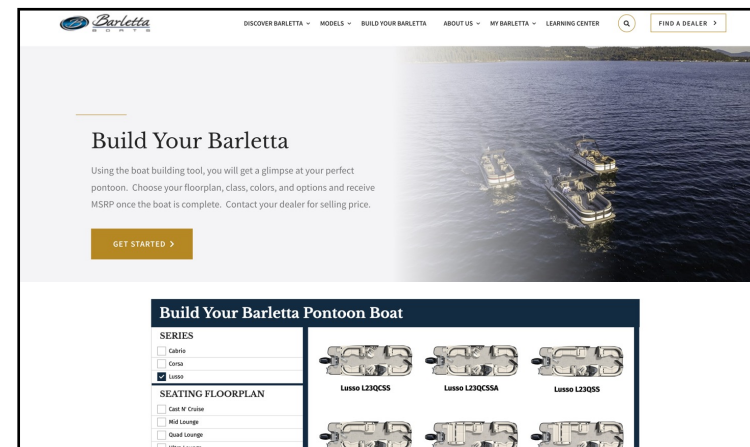 Barletta
BOATS
DISCOVER BARLETTA
MODELS
BUILD YOUR BARLETTA
ABOUT US
MY BARLETTA
LEARNING CENTER
FIND A DEALER
Build Your Barletta
Using the boat building tool, you will get a glimpse at your perfect
pontoon. Choose your floorplan, class, colors, and options and receive
MSRP once the boat is complete. Contact your dealer for selling price.
GET STARTED
Build Your Barletta Pontoon Boat
SERIES
Cabrio
Corsa
Lusso
SEATING FLOORPLAN
Cast N' Cruise
Mid Lounge
Quad Lounge
Lusso L23QCSS
Lusso L23QCSSA
Lusso L23QSS